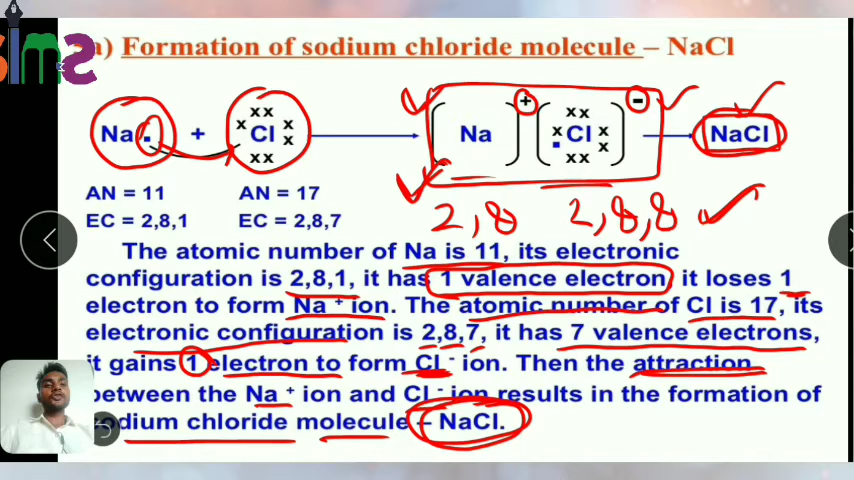 a) Formation of sodium chloride molecule – NaCl
SMS
Na . + Cl [ Na ]+ [ Cl ]- NaCl
AN = 11 AN = 17
EC = 2,8,1 EC = 2,8,7
2,8 2,8,8
The atomic number of Na is 11, its electronic
configuration is 2,8,1, it has 1 valence electron it loses 1
electron to form Na + ion. The atomic number of Cl is 17, its
electronic configuration is 2,8,7, it has 7 valence electrons,
it gains 1 electron to form Cl - ion. Then the attraction
between the Na + ion and Cl - ion results in the formation of
sodium chloride molecule – NaCl.